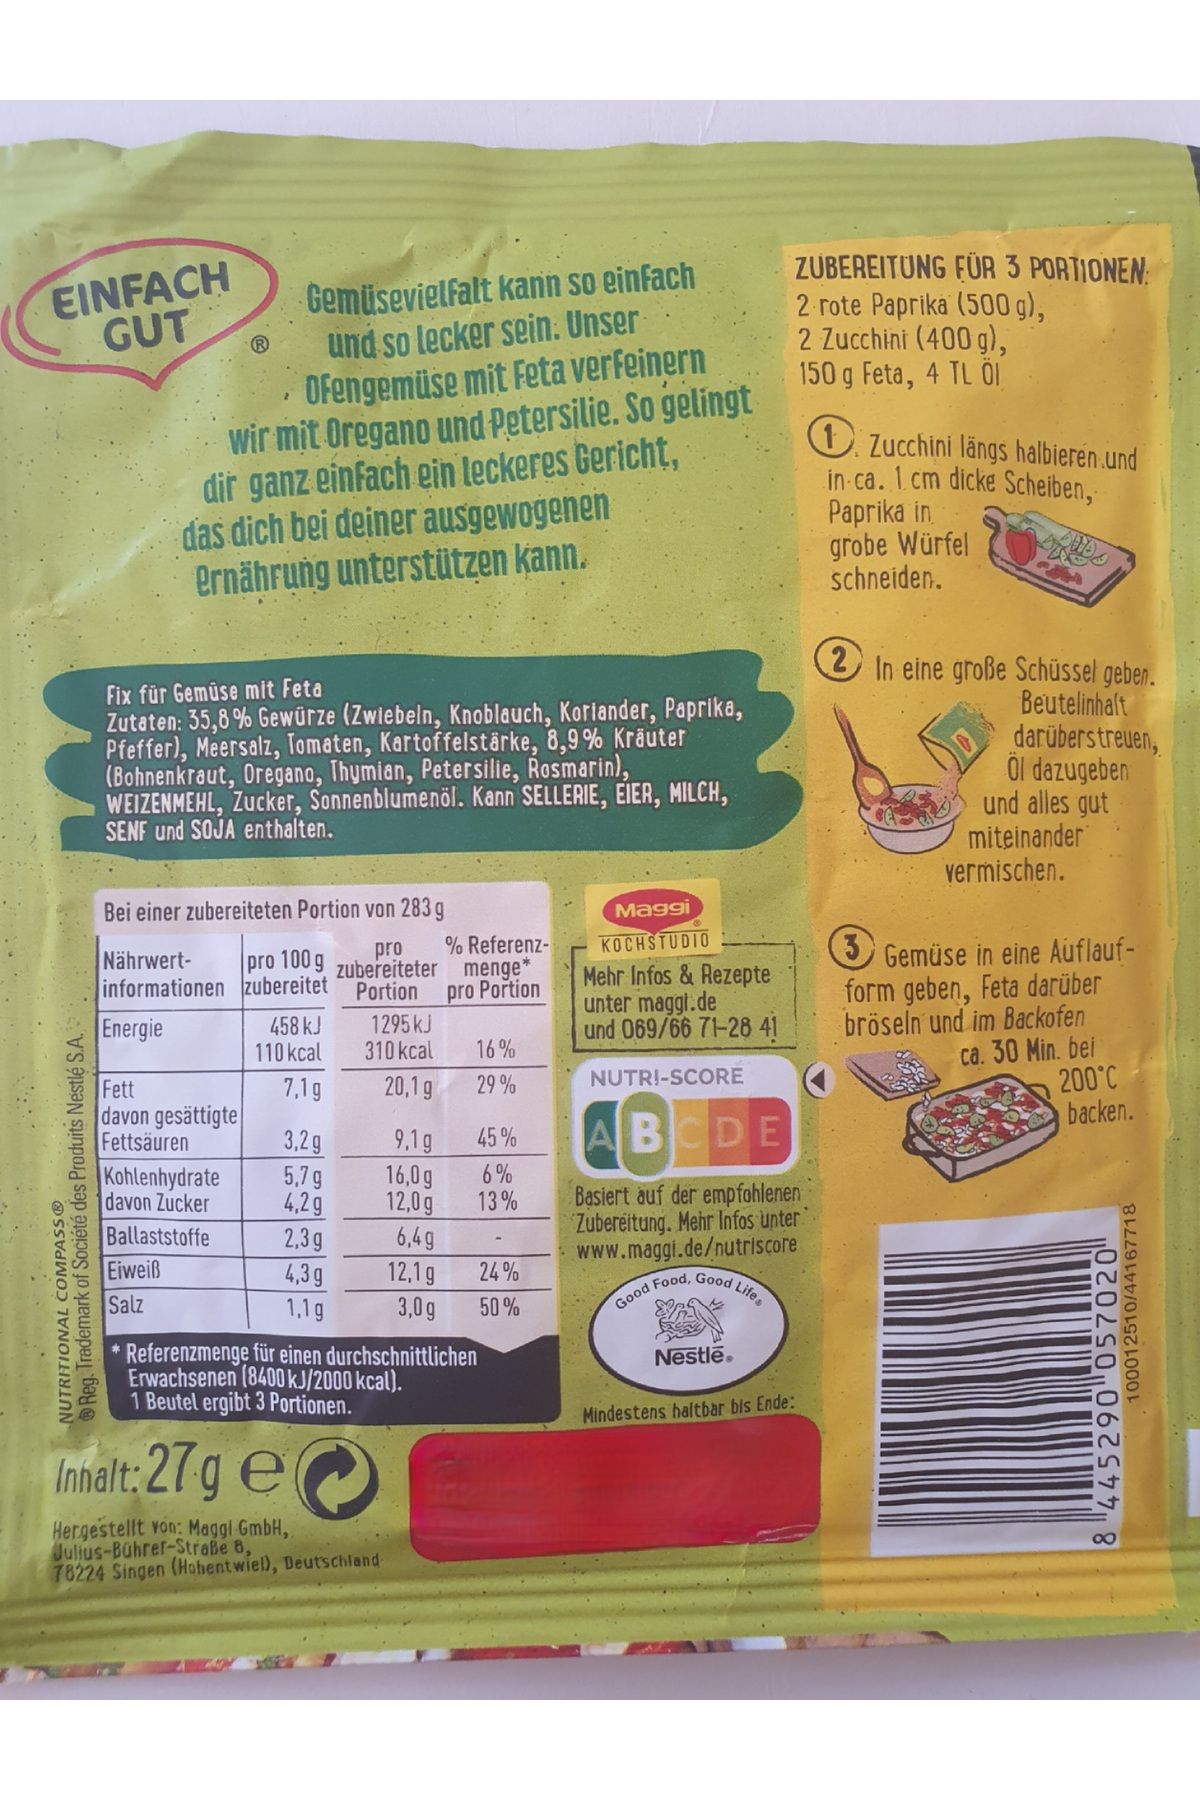 EINFACH
GUT
®
Gemüsevielfalt kann so einfach
und so lecker sein. Unser
Ofengemüse mit Feta verfeinern
wir mit Oregano und Petersilie. So gelingt
dir ganz einfach ein leckeres Gericht,
das dich bei deiner ausgewogenen
Ernährung unterstützen kann.
Fix für Gemüse mit Feta
Zutaten: 35,8% Gewürze (Zwiebeln, Knoblauch, Koriander, Paprika,
Pfeffer), Meersalz, Tomaten, Kartoffelstärke, 8,9% Kräuter
(Bohnenkraut, Oregano, Thymian, Petersilie, Rosmarin),
WEIZENMEHL, Zucker, Sonnenblumenöl. Kann SELLERIE, EIER, MILCH,
SENF und SOJA enthalten.
Bei einer zubereiteten Portion von 283 g
Nährwert-
informationen
pro 100 g
zubereitet
pro
zubereiteter
Portion
% Referenz-
menge*
pro Portion
Energie 458 kJ 1295 kJ
110 kcal 310 kcal 16 %
Fett 7,1 g 20,1 g 29 %
davon gesättigte
Fettsäuren 3,2 g 9,1 g 45 %
Kohlenhydrate 5,7 g 16,0 g 6 %
davon Zucker 4,2 g 12,0 g 13 %
Ballaststoffe 2,3 g 6,4 g -
Eiweiß 4,3 g 12,1 g 24 %
Salz 1,1 g 3,0 g 50 %
* Referenzmenge für einen durchschnittlichen
Erwachsenen (8400 kJ/2000 kcal).
1 Beutel ergibt 3 Portionen.
NUTRITIONAL COMPASS®
® Reg. Trademark of Société des Produits Nestlé S.A.
Inhalt: 27 g e
Hergestellt von: Maggi GmbH,
Julius-Bührer-Straße 8,
78224 Singen (Hohentwiel), Deutschland
Maggi
®
KOCHSTUDIO
Mehr Infos & Rezepte
unter maggi.de
und 069/66 71-28 41
NUTRI-SCORE
A B C D E
Basiert auf der empfohlenen
Zubereitung. Mehr Infos unter
www.maggi.de/nutriscore
Good Food, Good Life®
Nestlé®
Mindestens haltbar bis Ende:
ZUBEREITUNG FÜR 3 PORTIONEN:
2 rote Paprika (500 g),
2 Zucchini (400 g),
150 g Feta, 4 TL Öl
1 Zucchini längs halbieren und
in ca. 1 cm dicke Scheiben,
Paprika in
grobe Würfel
schneiden.
2 In eine große Schüssel geben.
Beutelinhalt
darüberstreuen,
Öl dazugeben
und alles gut
miteinander
vermischen.
3 Gemüse in eine Auflauf-
form geben, Feta darüber
bröseln und im Backofen
ca. 30 Min. bei
200°C
backen.
8 445290 057020
100012510/44167718